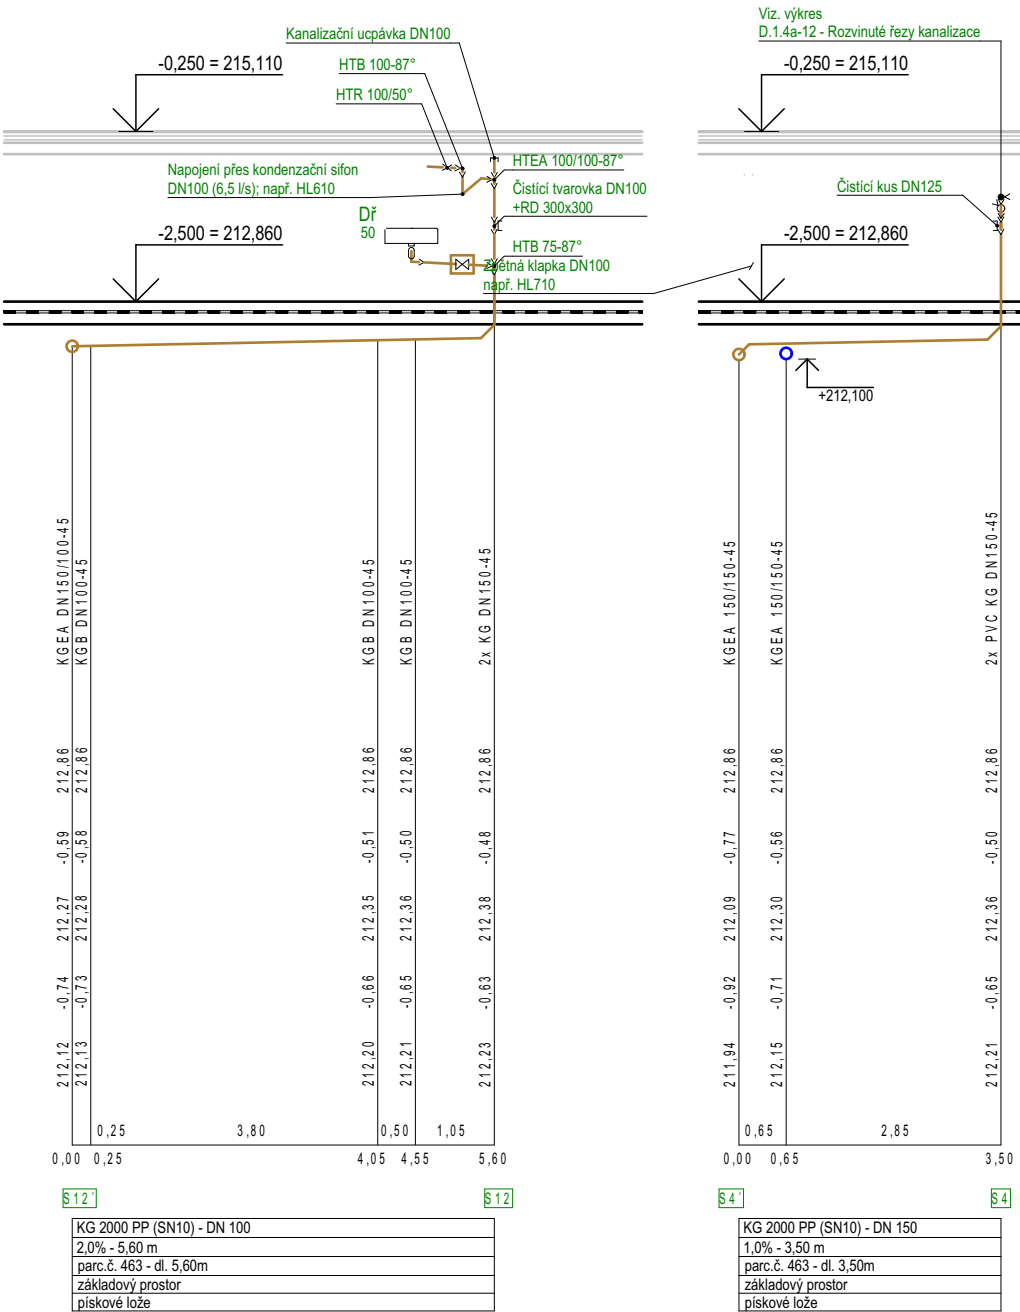 Viz. výkres
D.1.4a-12 - Rozvinuté řezy kanalizace
Kanalizační ucpávka DN100
-0,250 = 215,110
HTB 100-87°
-0,250 = 215,110
HTR 100/50°
HTEA 100/100-87°
Napojení přes kondenzační sifon
DN100 (6,5 l/s); např. HL610
Čistící tvarovka DN100
+RD 300x300
Čistící kus DN125
Dř
50
-2,500 = 212,860
-2,500 = 212,860
HTB 75-87°
Zpětná klapka DN100
např. HL710
+212,100
KGEA DN150/100-45
KGB DN100-45
KGB DN100-45
KGB DN100-45
2x KG DN150-45
KGEA 150/150-45
KGEA 150/150-45
2x PVC KG DN150-45
212,86
212,86
212,86
212,86
212,86
212,86
212,86
212,86
-0,59
-0,58
-0,51
-0,50
-0,48
-0,77
-0,56
-0,50
212,27
212,28
212,35
212,36
212,38
212,09
212,30
212,36
-0,74
-0,73
-0,66
-0,65
-0,63
-0,92
-0,71
-0,65
212,12
212,13
212,20
212,21
212,23
211,94
212,15
212,21
0,25
3,80
0,50
1,05
0,65
2,85
0,00
0,25
4,05
4,55
5,60
0,00
0,65
3,50
S12´
S12
S4´
S4
KG 2000 PP (SN10) - DN 100
2,0% - 5,60 m
parc.č. 463 - dl. 5,60m
základový prostor
pískové lože
KG 2000 PP (SN10) - DN 150
1,0% - 3,50 m
parc.č. 463 - dl. 3,50m
základový prostor
pískové lože